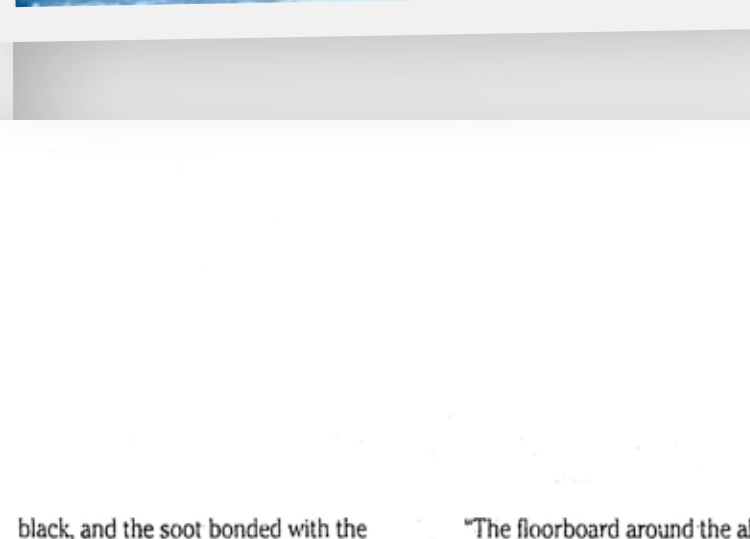 black, and the soot bonded with the
"The floorboard around the